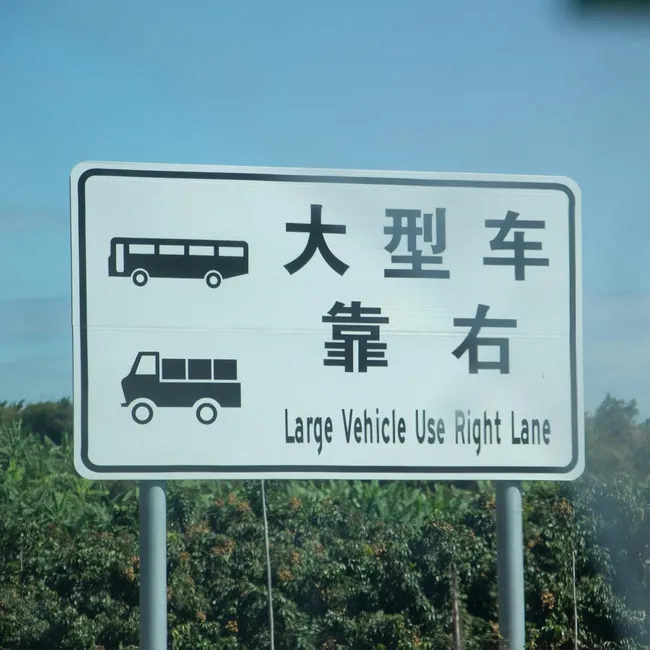 大型车
靠右
Large Vehicle Use Right Lane